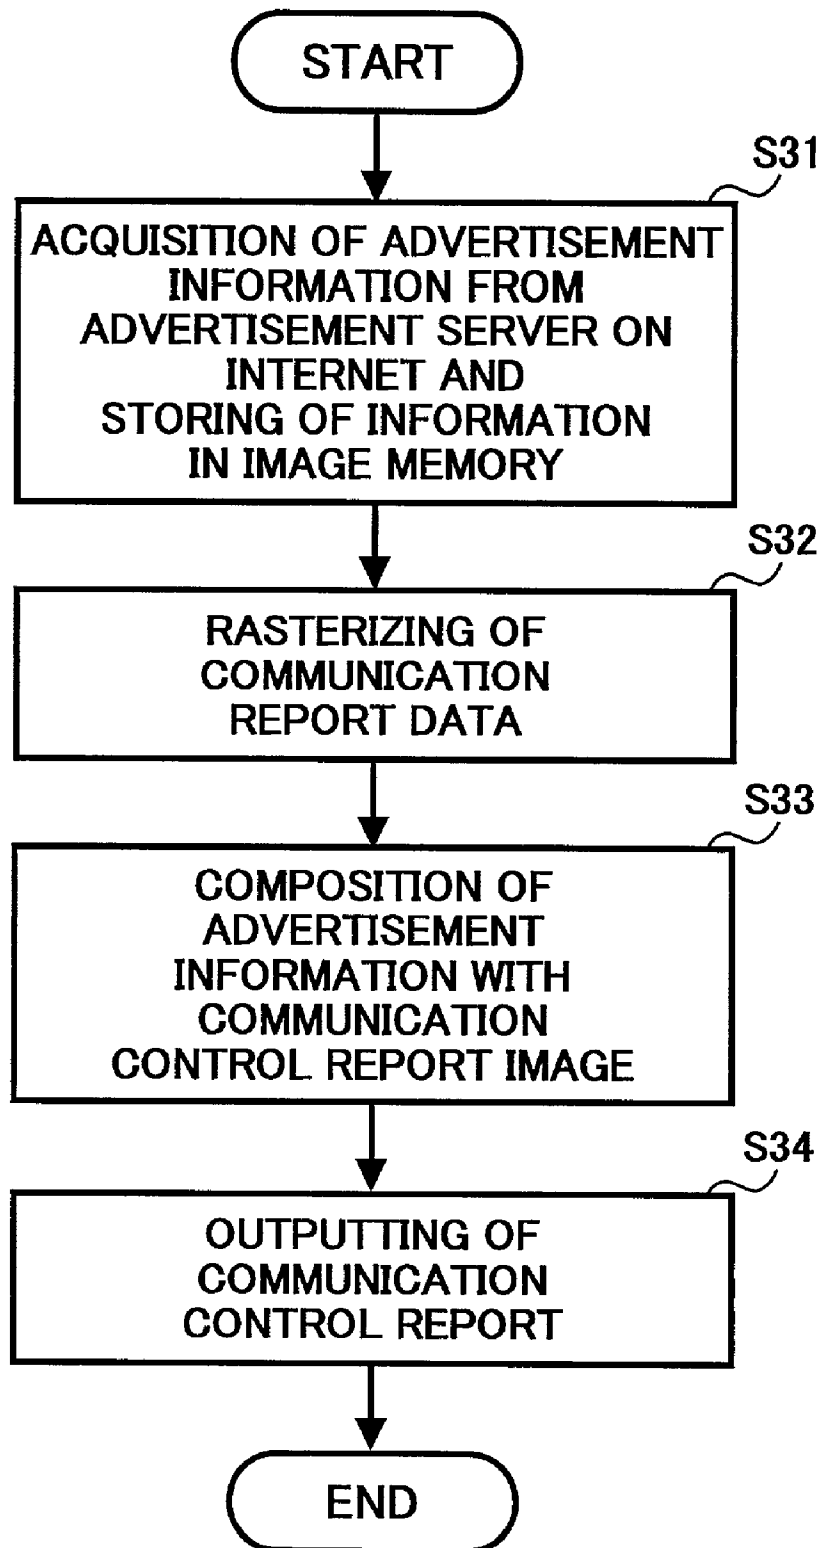 START
S31
ACQUISITION OF ADVERTISEMENT
INFORMATION FROM
ADVERTISEMENT SERVER ON
INTERNET AND
STORING OF INFORMATION
IN IMAGE MEMORY
S32
RASTERIZING OF
COMMUNICATION
REPORT DATA
S33
COMPOSITION OF
ADVERTISEMENT
INFORMATION WITH
COMMUNICATION
CONTROL REPORT IMAGE
S34
OUTPUTTING OF
COMMUNICATION
CONTROL REPORT
END